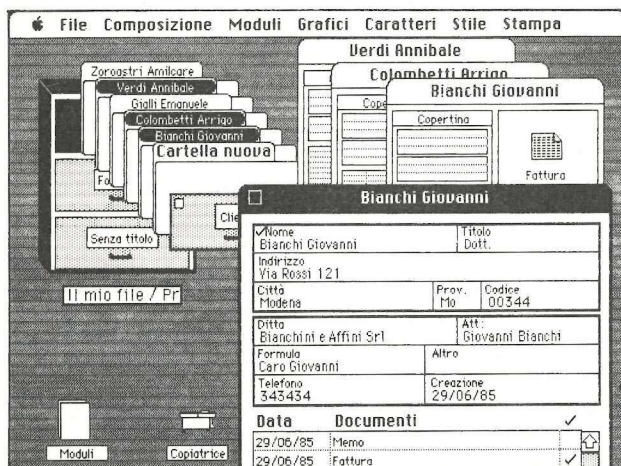 File Composizione Moduli Grafici Caratteri Stile Stampa
Verdi Annibale
Colombetti Arrigo
Bianchi Giovanni
Copertina
Fattura
Zoroastri Amilcare
Verdi Annibale
Gialli Emanuele
Colombetti Arrigo
Bianchi Giovanni
Cartella nuova
Senza titolo
Il mio file / Pr
Bianchi Giovanni
Nome Titolo
Bianchi Giovanni Dott.
Indirizzo
Via Rossi 121
Città Prov. Codice
Modena Mo 00344
Ditta Att:
Bianchini e Affini Srl Giovanni Bianchi
Formula Altro
Caro Giovanni
Telefono Creazione
343434 29/06/85
Data Documenti
29/06/85 Memo
29/06/85 Fattura
Moduli Copiatrice